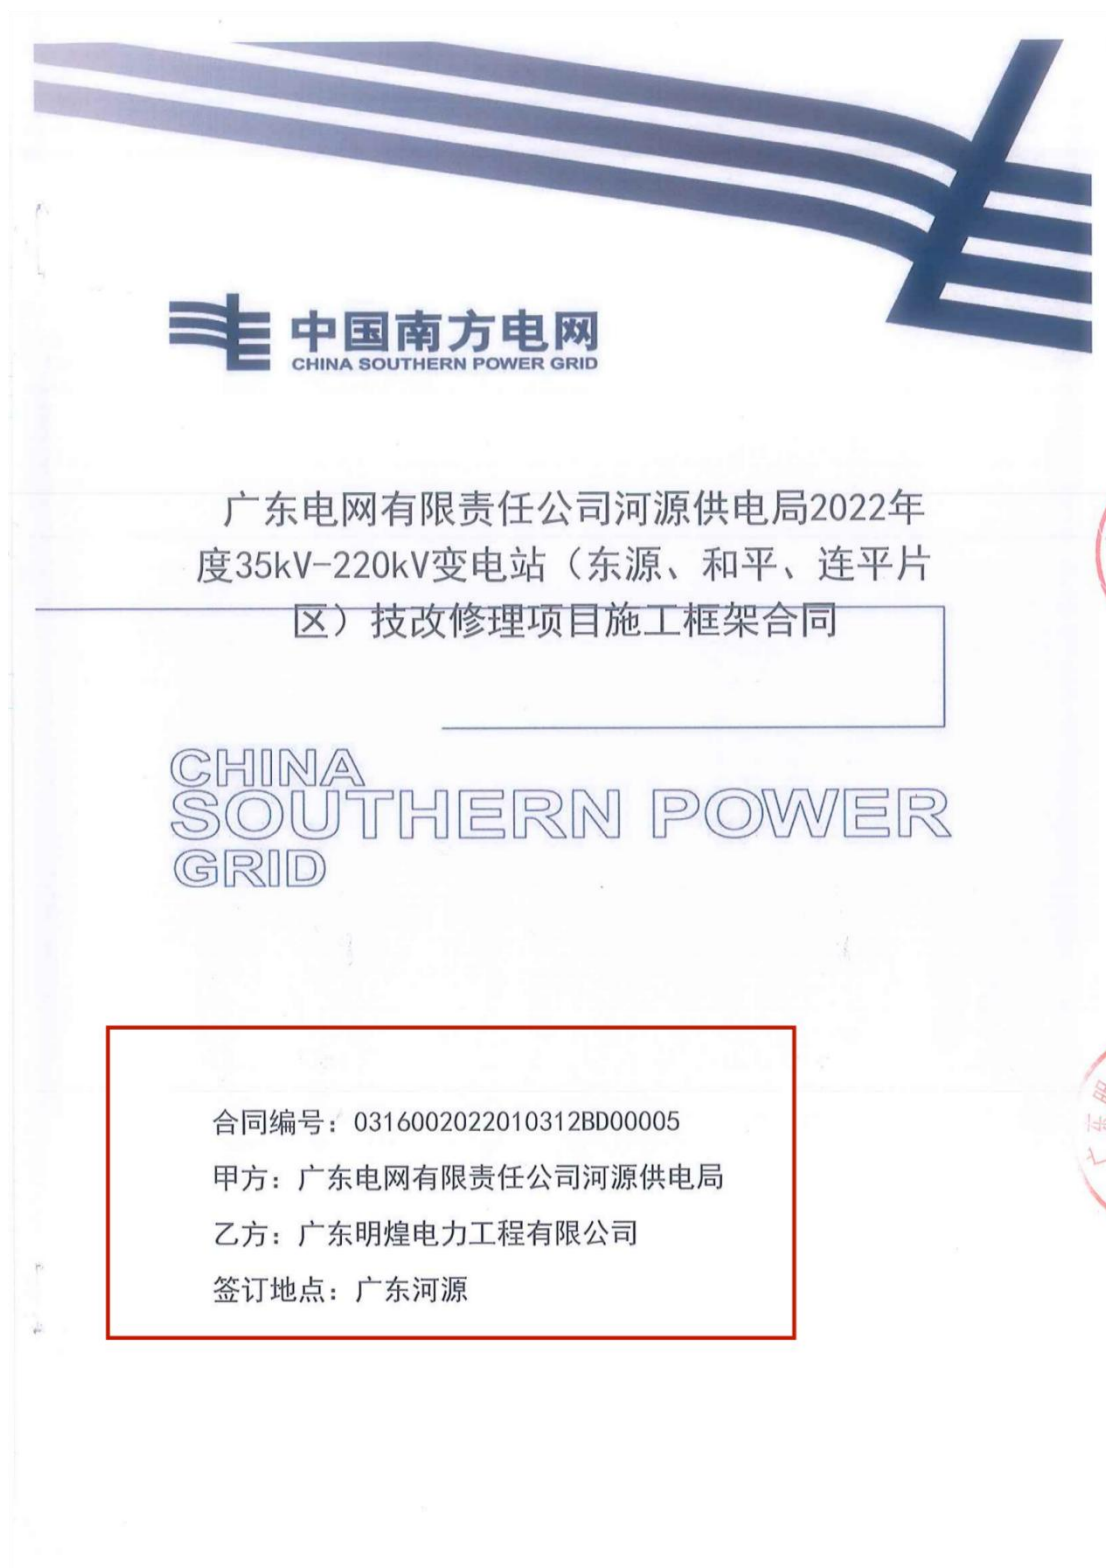 中国南方电网
CHINA SOUTHERN POWER GRID
广东电网有限责任公司河源供电局2022年
度35kV-220kV变电站（东源、和平、连平片
区）技改修理项目施工框架合同
CHINA
SOUTHERN POWER
GRID
合同编号：0316002022010312BD00005
甲方：广东电网有限责任公司河源供电局
乙方：广东明煌电力工程有限公司
签订地点：广东河源